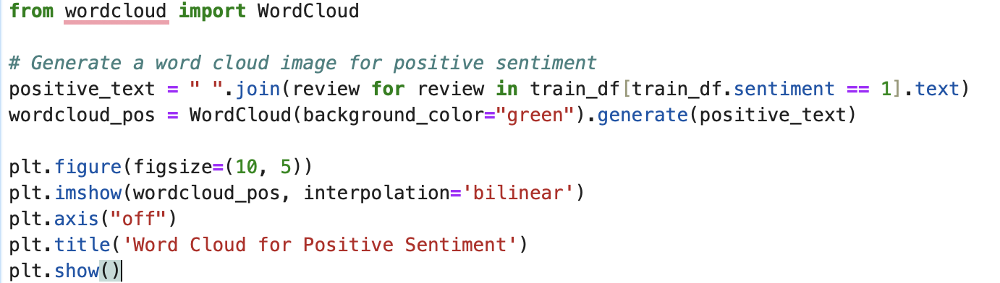 from wordcloud import WordCloud
# Generate a word cloud image for positive sentiment
positive_text = " ".join(review for review in train_df[train_df.sentiment == 1].text)
wordcloud_pos = WordCloud(background_color="green").generate(positive_text)
plt.figure(figsize=(10, 5))
plt.imshow(wordcloud_pos, interpolation='bilinear')
plt.axis("off")
plt.title('Word Cloud for Positive Sentiment')
plt.show()